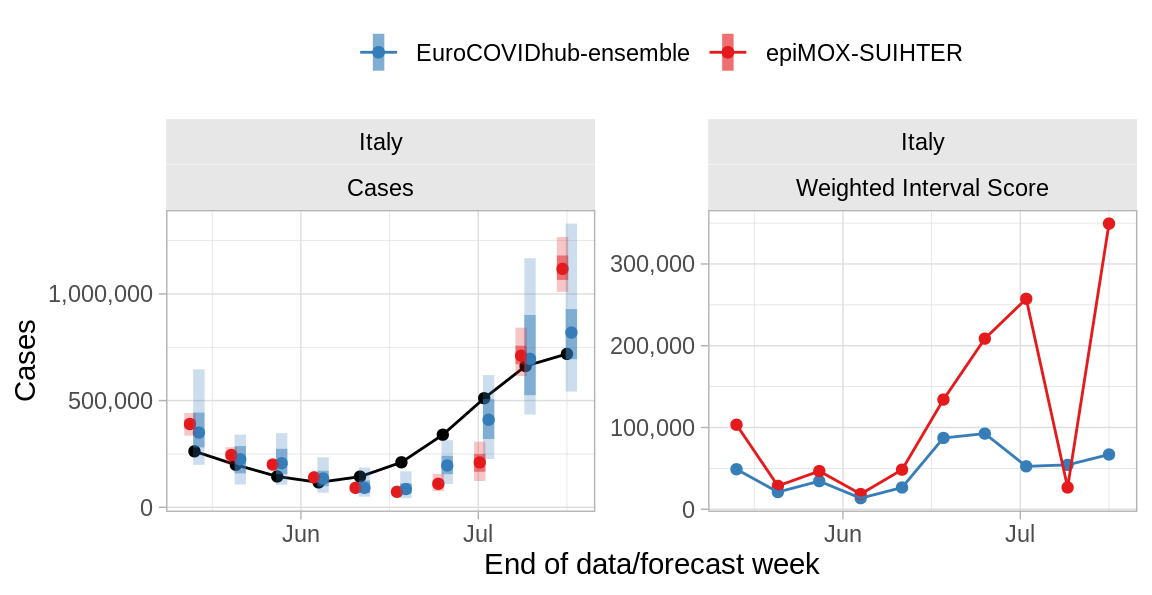 EuroCOVIDhub-ensemble epiMOX-SUIHTER
Italy
Cases
Italy
Weighted Interval Score
Cases
1,000,000
500,000
0
Jun Jul
300,000
200,000
100,000
0
Jun Jul
End of data/forecast week